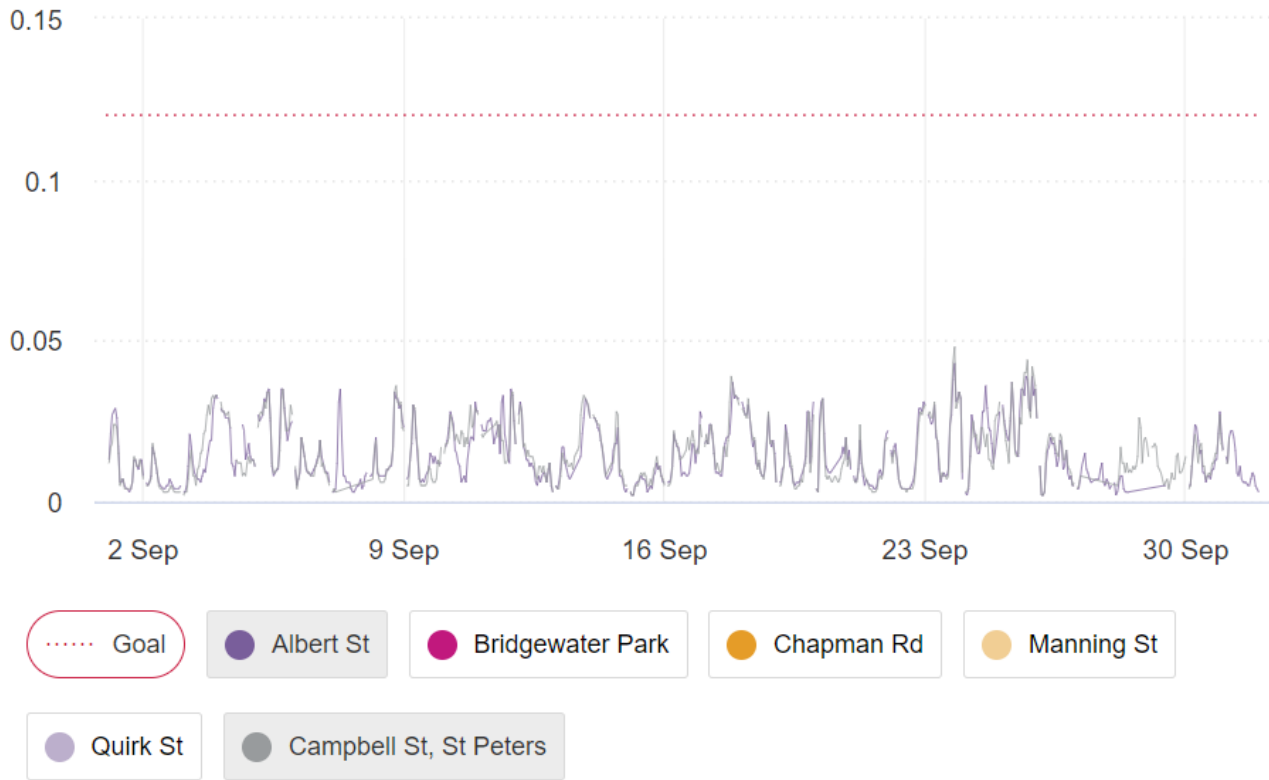 0.15
0.1
0.05
0
2 Sep 9 Sep 16 Sep 23 Sep 30 Sep
Goal Albert St Bridgewater Park Chapman Rd Manning St
Quirk St Campbell St, St Peters